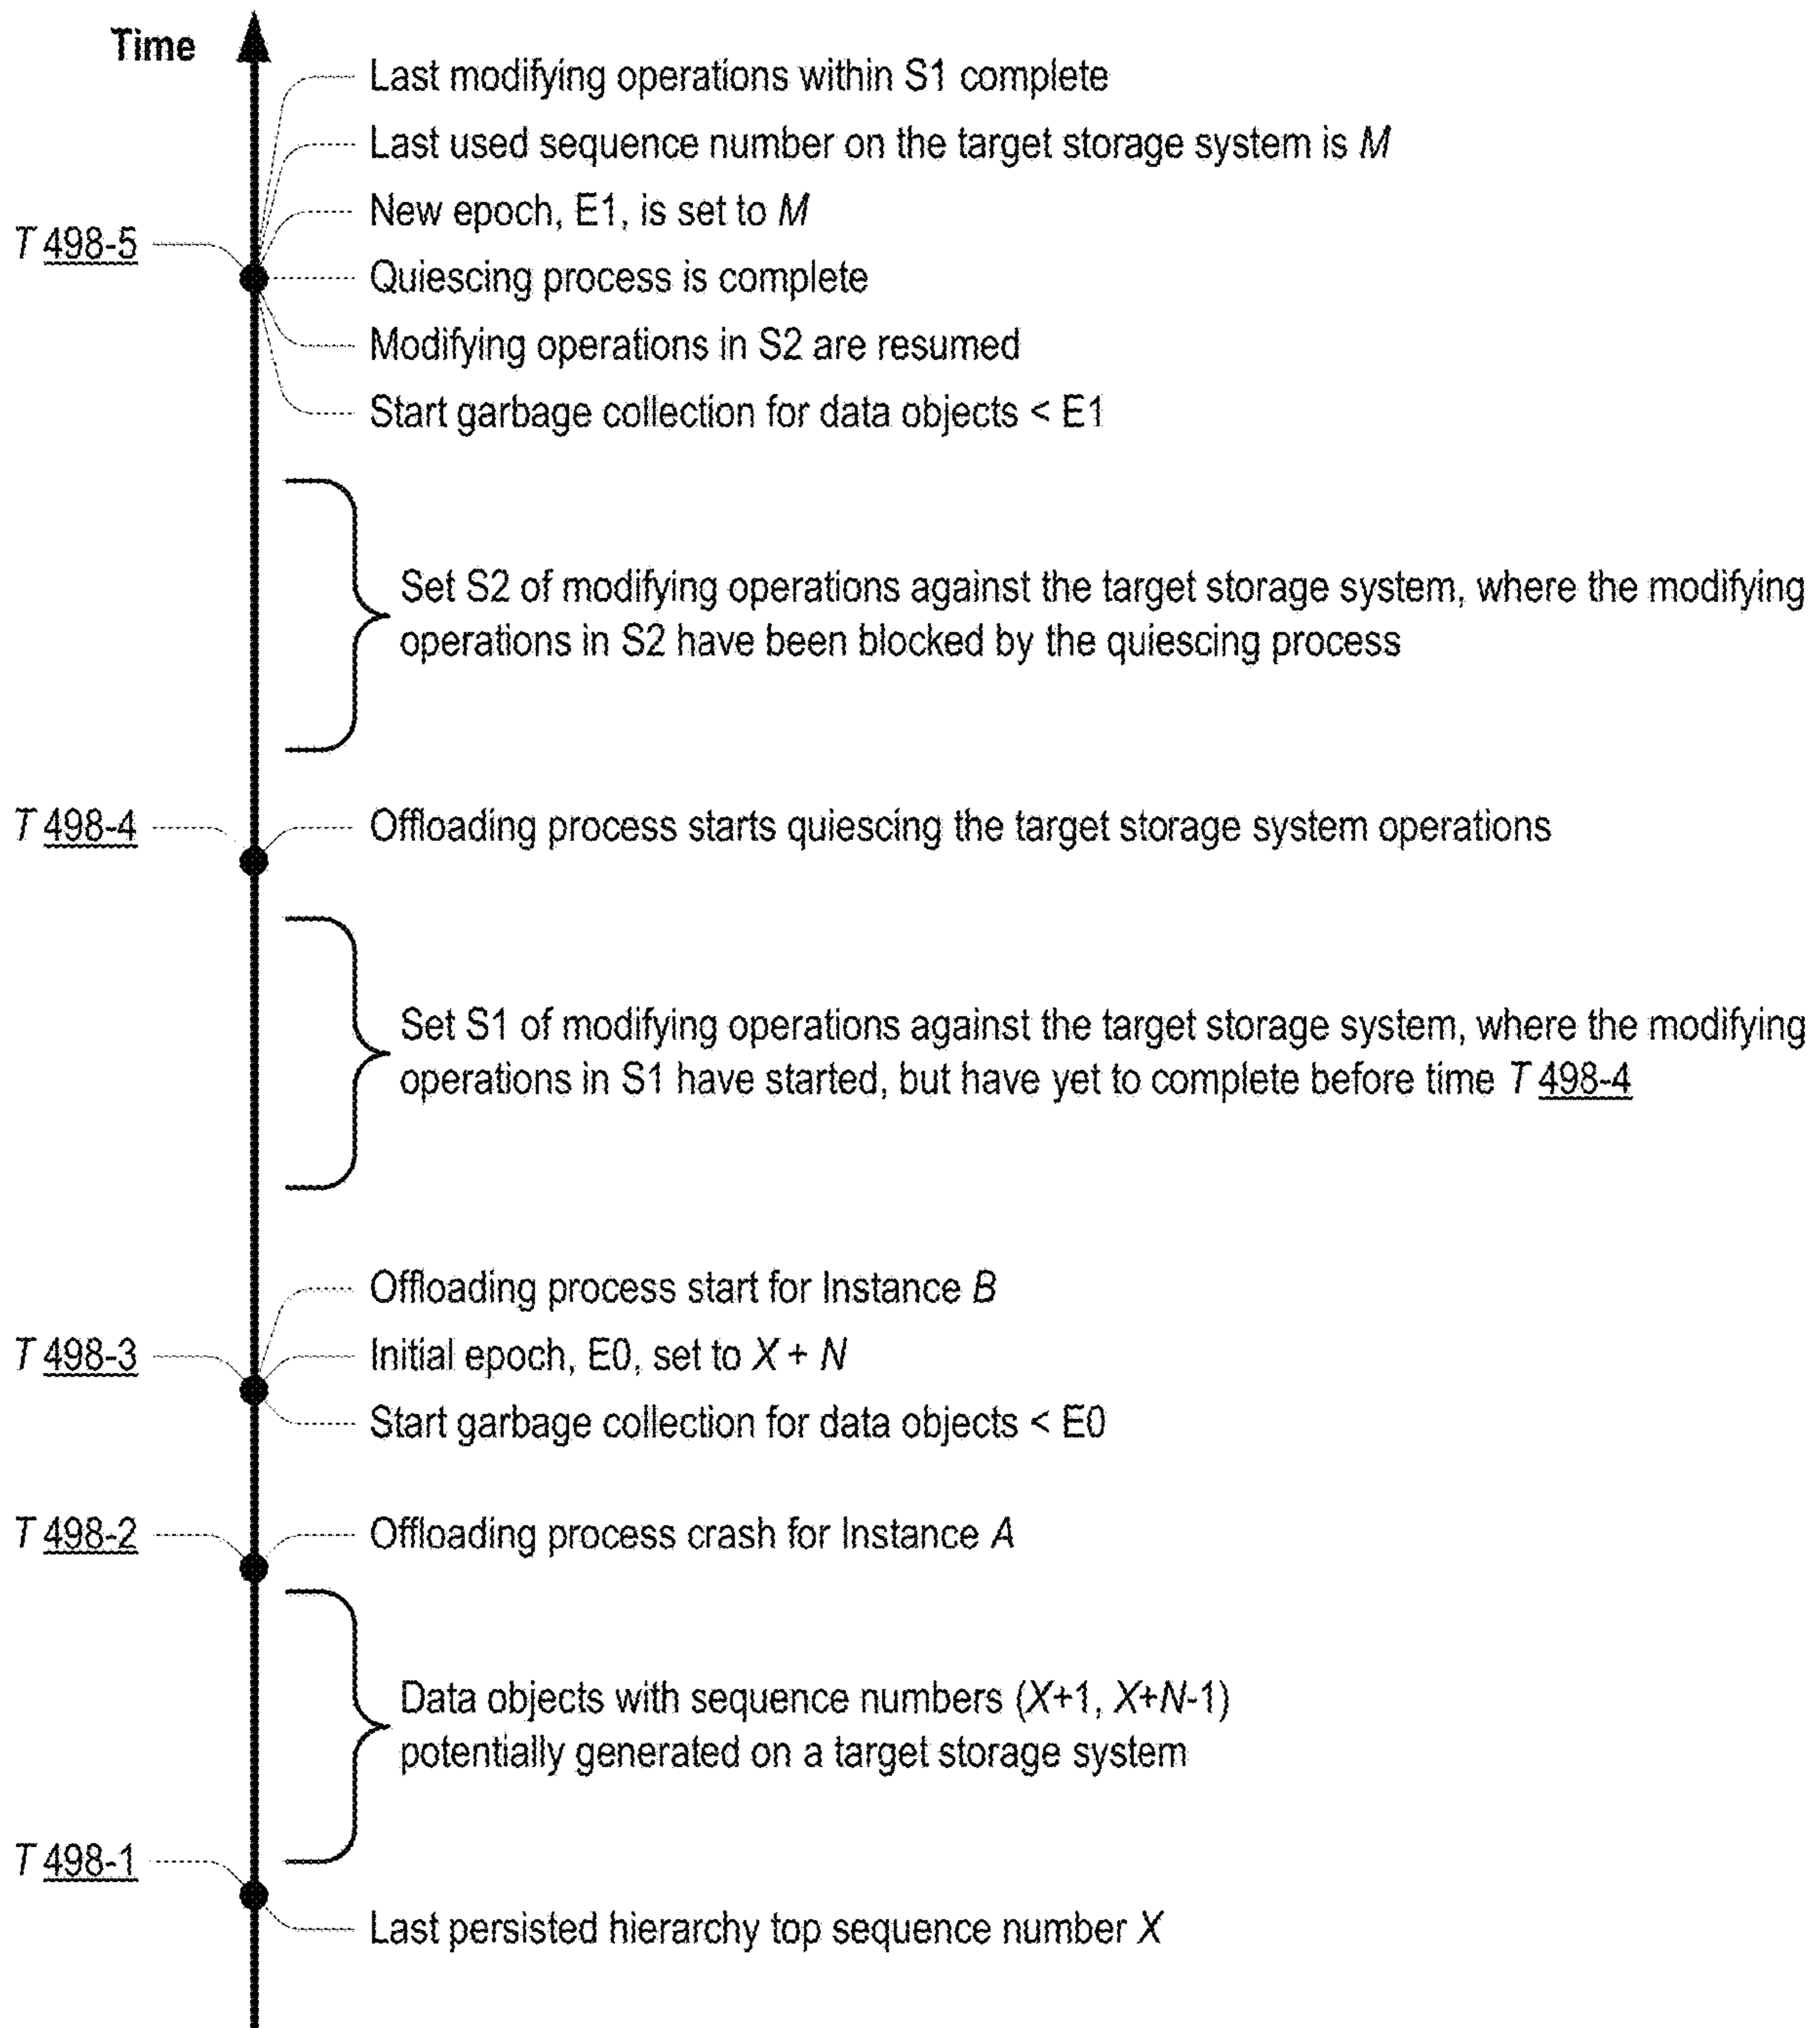 Time
Last modifying operations within S1 complete
Last used sequence number on the target storage system is M
New epoch, E1, is set to M
T 498-5
Quiescing process is complete
Modifying operations in S2 are resumed
Start garbage collection for data objects < E1
Set S2 of modifying operations against the target storage system, where the modifying
operations in S2 have been blocked by the quiescing process
T 498-4
Offloading process starts quiescing the target storage system operations
Set S1 of modifying operations against the target storage system, where the modifying
operations in S1 have started, but have yet to complete before time T 498-4
Offloading process start for Instance B
T 498-3
Initial epoch, E0, set to X + N
Start garbage collection for data objects < E0
T 498-2
Offloading process crash for Instance A
Data objects with sequence numbers (X+1, X+N-1)
potentially generated on a target storage system
T 498-1
Last persisted hierarchy top sequence number X